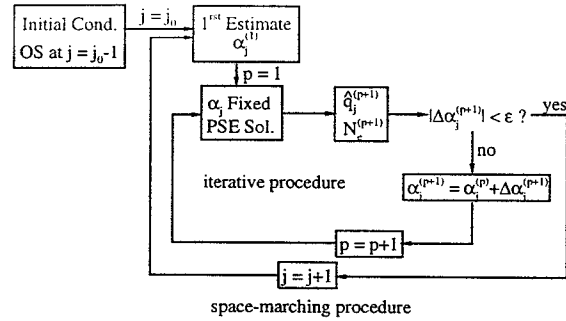 Initial Cond.
OS at j = j₀-1
j = j₀
1ʳˢᵗ Estimate
α_j^(1)
p = 1
α_j Fixed
PSE Sol.
q̂_j^(p+1)
N_c^(p+1)
|Δα_j^(p+1)| < ε ?
yes
no
α_j^(p+1) = α_j^(p) + Δα_j^(p+1)
iterative procedure
p = p+1
j = j+1
space-marching procedure